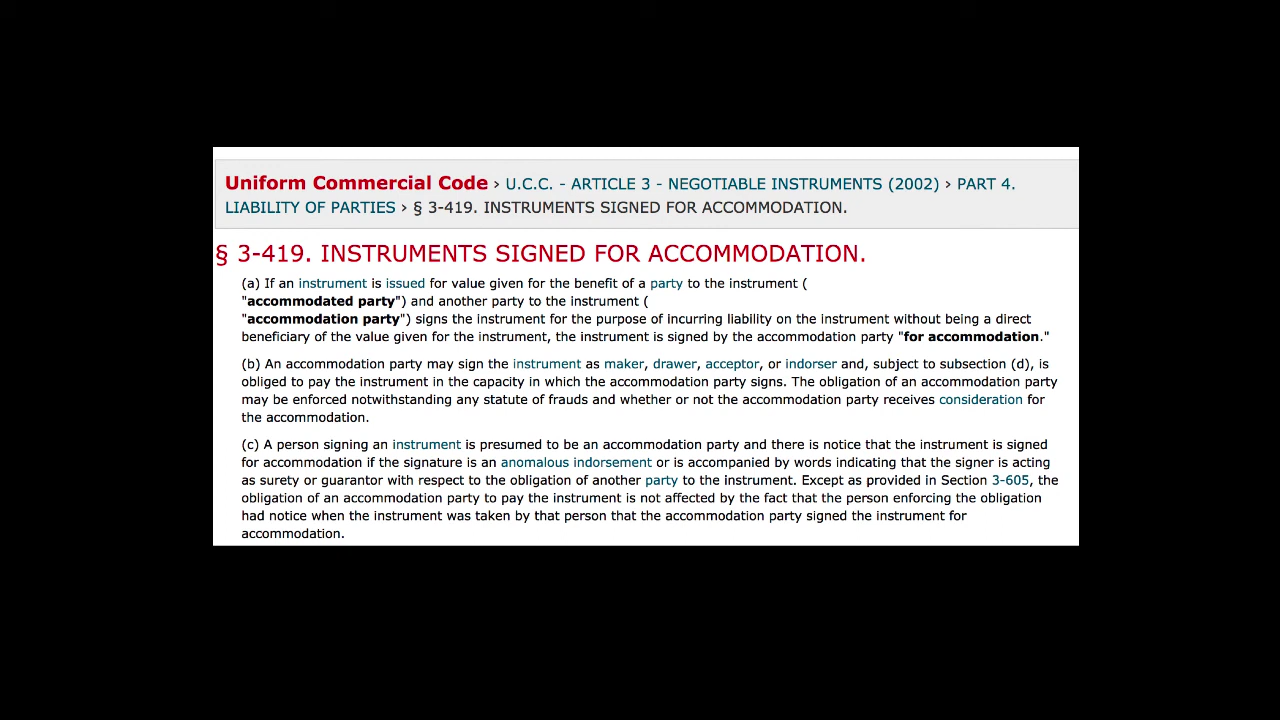 Uniform Commercial Code › U.C.C. - ARTICLE 3 - NEGOTIABLE INSTRUMENTS (2002) › PART 4.
LIABILITY OF PARTIES › § 3-419. INSTRUMENTS SIGNED FOR ACCOMMODATION.
§ 3-419. INSTRUMENTS SIGNED FOR ACCOMMODATION.
(a) If an instrument is issued for value given for the benefit of a party to the instrument (
"accommodated party") and another party to the instrument (
"accommodation party") signs the instrument for the purpose of incurring liability on the instrument without being a direct
beneficiary of the value given for the instrument, the instrument is signed by the accommodation party "for accommodation."
(b) An accommodation party may sign the instrument as maker, drawer, acceptor, or indorser and, subject to subsection (d), is
obliged to pay the instrument in the capacity in which the accommodation party signs. The obligation of an accommodation party
may be enforced notwithstanding any statute of frauds and whether or not the accommodation party receives consideration for
the accommodation.
(c) A person signing an instrument is presumed to be an accommodation party and there is notice that the instrument is signed
for accommodation if the signature is an anomalous indorsement or is accompanied by words indicating that the signer is acting
as surety or guarantor with respect to the obligation of another party to the instrument. Except as provided in Section 3-605, the
obligation of an accommodation party to pay the instrument is not affected by the fact that the person enforcing the obligation
had notice when the instrument was taken by that person that the accommodation party signed the instrument for
accommodation.